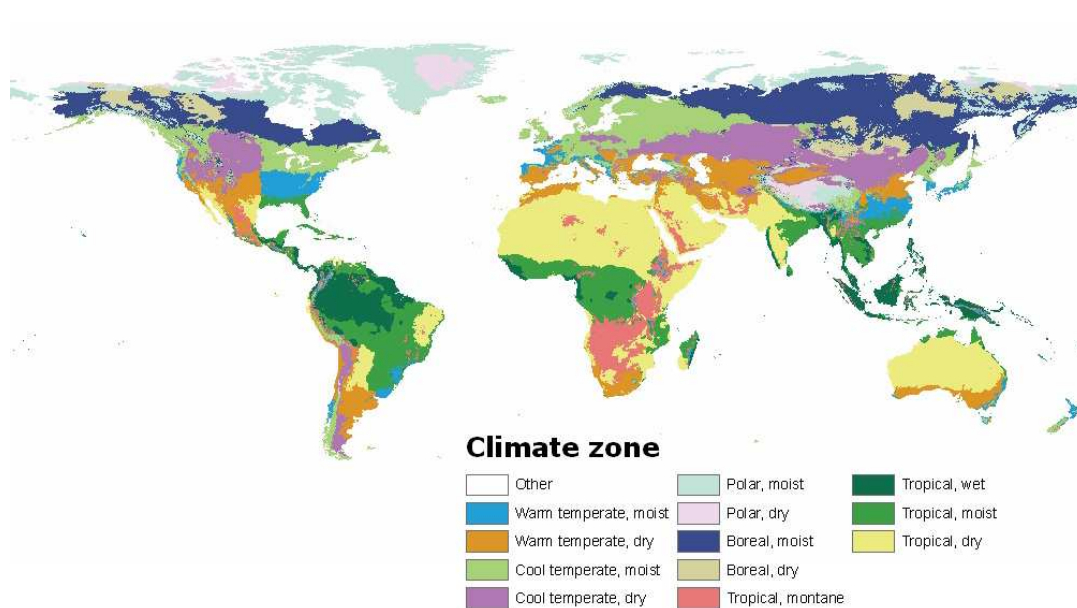 Climate zone
Other
Warm temperate, moist
Warm temperate, dry
Cool temperate, moist
Cool temperate, dry
Polar, moist
Polar, dry
Boreal, moist
Boreal, dry
Tropical, montane
Tropical, wet
Tropical, moist
Tropical, dry